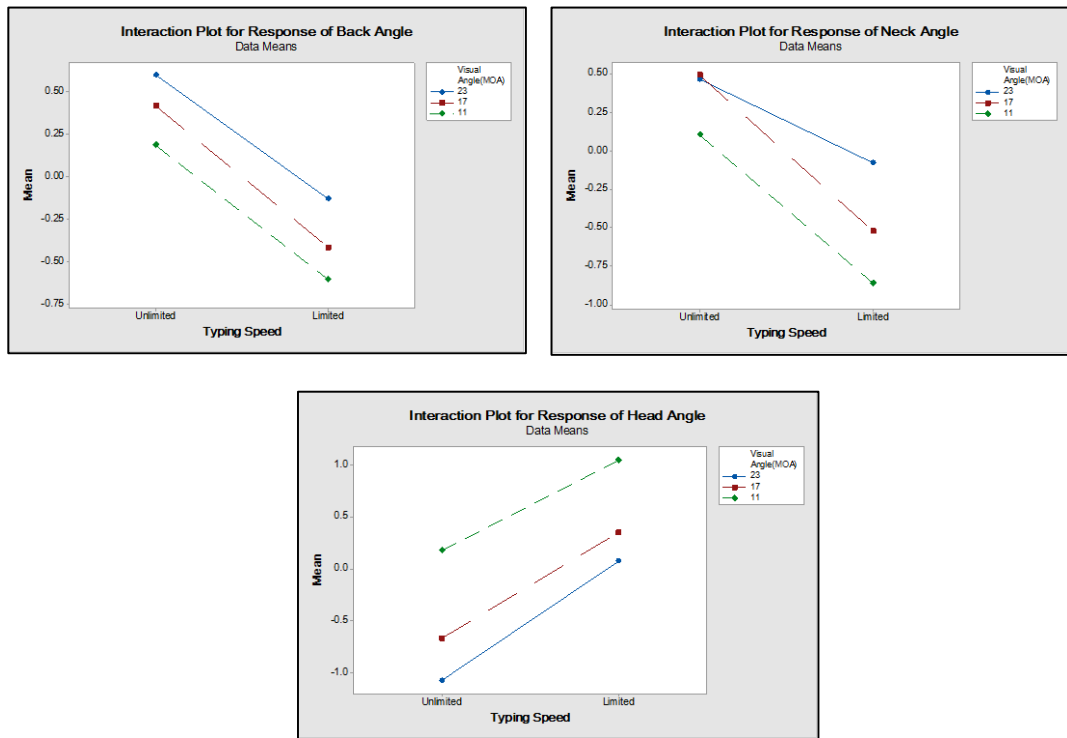 Interaction Plot for Response of Back Angle
Data Means
Visual
Angle(MOA)
23
17
11
0.50
0.25
0.00
-0.25
-0.50
-0.75
Mean
Unlimited
Limited
Typing Speed
Interaction Plot for Response of Neck Angle
Data Means
Visual
Angle(MOA)
23
17
11
0.50
0.25
0.00
-0.25
-0.50
-0.75
-1.00
Mean
Unlimited
Limited
Typing Speed
Interaction Plot for Response of Head Angle
Data Means
Visual
Angle(MOA)
23
17
11
1.0
0.5
0.0
-0.5
-1.0
Mean
Unlimited
Limited
Typing Speed